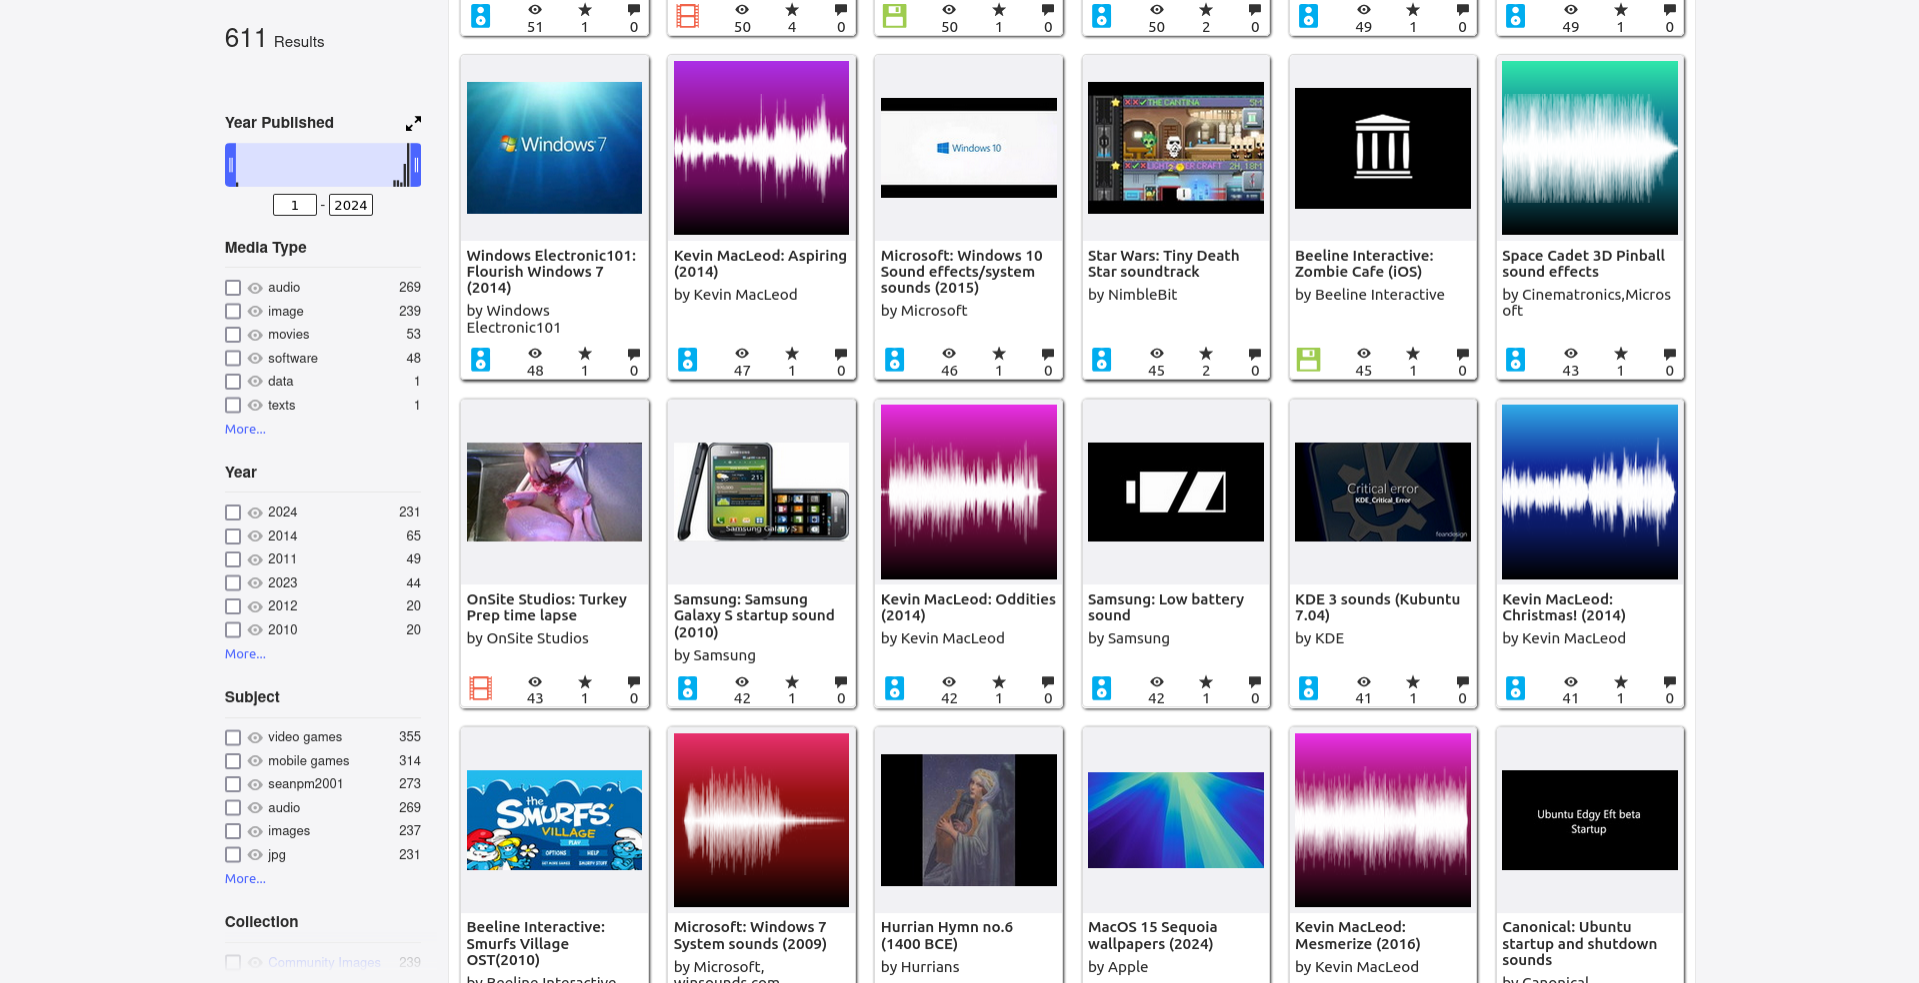 611 Results
Year Published
1 - 2024
Media Type
audio 269
image 239
movies 53
software 48
data 1
texts 1
More...
Year
2024 231
2014 65
2011 49
2023 44
2012 20
2010 20
More...
Subject
video games 355
mobile games 314
seanpm2001 273
audio 269
images 237
jpg 231
More...
Collection
Community Images 239
51 1 0
50 4 0
50 1 0
50 2 0
49 1 0
49 1 0
Windows 7
Windows Electronic101:
Flourish Windows 7
(2014)
by Windows
Electronic101
48 1 0
Kevin MacLeod: Aspiring
(2014)
by Kevin MacLeod
47 1 0
Windows 10
Microsoft: Windows 10
Sound effects/system
sounds (2015)
by Microsoft
46 1 0
THE CANTINA 5M
2H 18M
Star Wars: Tiny Death
Star soundtrack
by NimbleBit
45 2 0
Beeline Interactive:
Zombie Cafe (iOS)
by Beeline Interactive
45 1 0
Space Cadet 3D Pinball
sound effects
by Cinematronics,Micros
oft
43 1 0
OnSite Studios: Turkey
Prep time lapse
by OnSite Studios
43 1 0
Samsung Galaxy S
Samsung: Samsung
Galaxy S startup sound
(2010)
by Samsung
42 1 0
Kevin MacLeod: Oddities
(2014)
by Kevin MacLeod
42 1 0
Samsung: Low battery
sound
by Samsung
42 1 0
Critical error
KDE_Critical_Error
KDE 3 sounds (Kubuntu
7.04)
by KDE
41 1 0
Kevin MacLeod:
Christmas! (2014)
by Kevin MacLeod
41 1 0
the
SMURFS'
VILLAGE
PLAY
OPTIONS HELP
Beeline Interactive:
Smurfs Village
OST(2010)
by Beeline Interactive
Microsoft: Windows 7
System sounds (2009)
by Microsoft,
winsounds.com
Hurrian Hymn no.6
(1400 BCE)
by Hurrians
MacOS 15 Sequoia
wallpapers (2024)
by Apple
Kevin MacLeod:
Mesmerize (2016)
by Kevin MacLeod
Ubuntu Edgy Eft beta
Startup
Canonical: Ubuntu
startup and shutdown
sounds
by Canonical